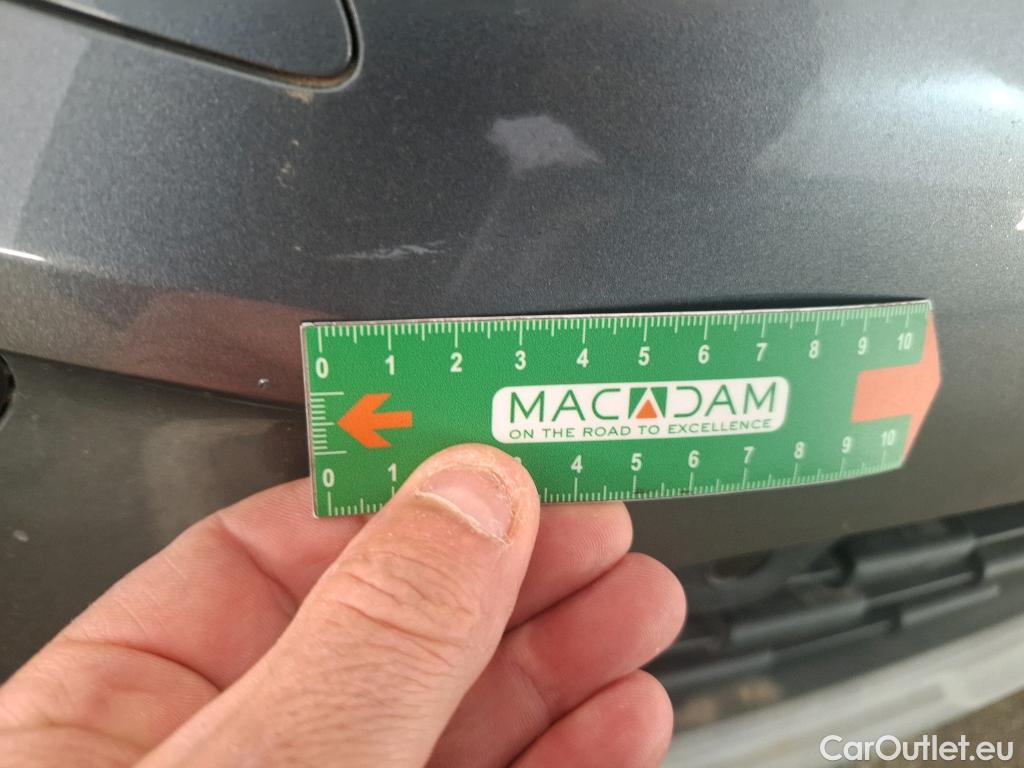 0 1 2 3 4 5 6 7 8 9 10
MACADAM
ON THE ROAD TO EXCELLENCE
0 1 3 4 5 6 7 8 9 10
CarOutlet.eu